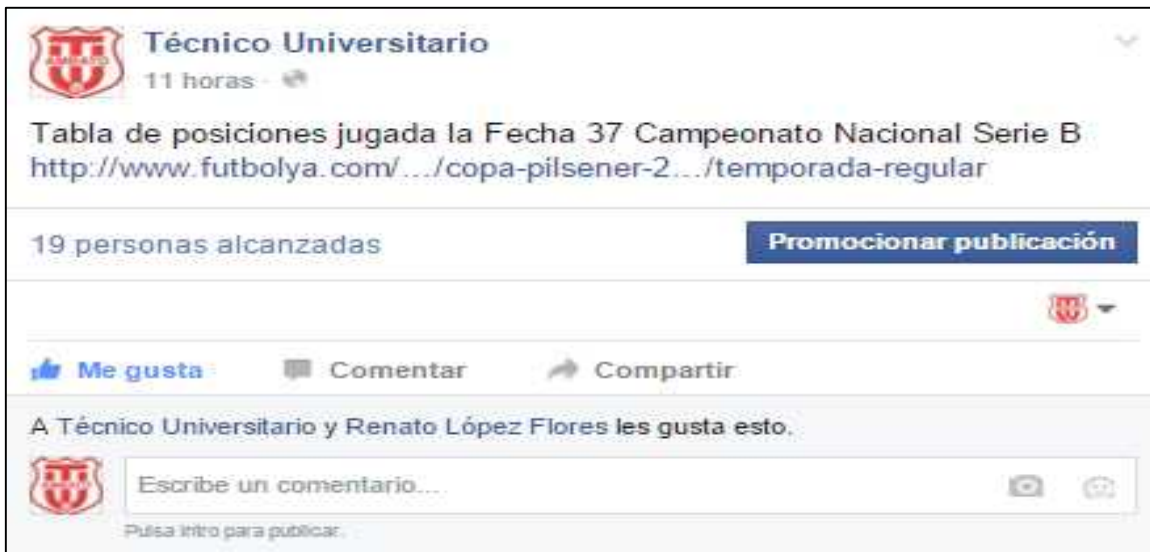 Técnico Universitario
11 horas ·
Tabla de posiciones jugada la Fecha 37 Campeonato Nacional Serie B
http://www.futbolya.com/.../copa-pilsener-2.../temporada-regular
19 personas alcanzadas
Promocionar publicación
Me gusta Comentar Compartir
A Técnico Universitario y Renato López Flores les gusta esto.
Escribe un comentario...
Pulsa Intro para publicar.